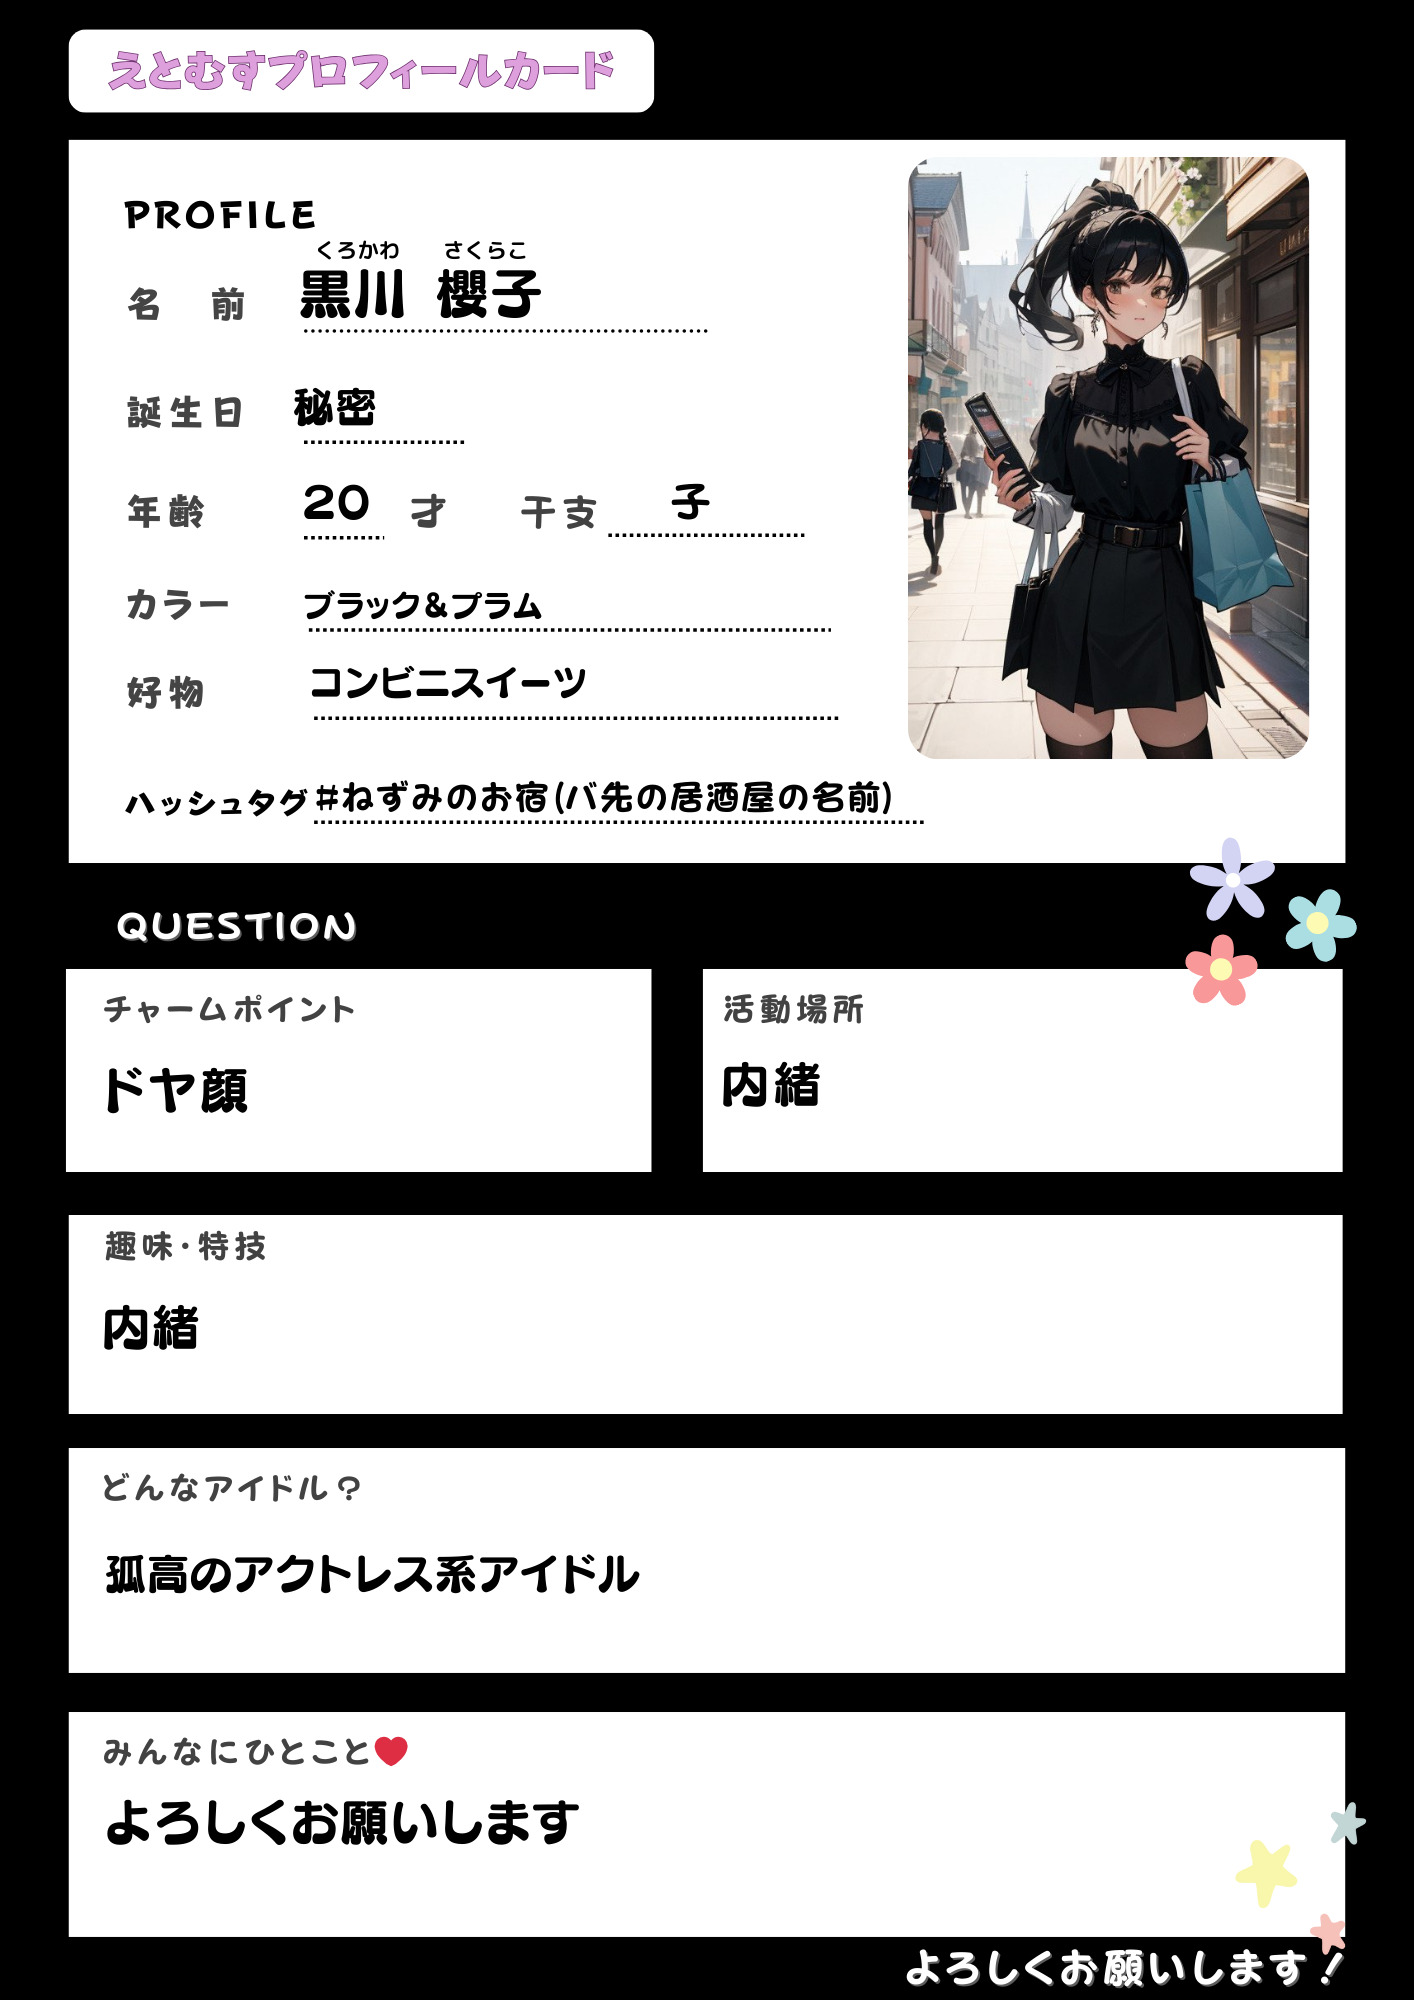 えとむすプロフィールカード
PROFILE
くろかわ さくらこ
名 前 黒川 櫻子
誕生日 秘密
年齢 20 才 干支 子
カラー ブラック&プラム
好物 コンビニスイーツ
ハッシュタグ #ねずみのお宿(バ先の居酒屋の名前)
QUESTION
チャームポイント
ドヤ顔
活動場所
内緒
趣味·特技
内緒
どんなアイドル?
孤高のアクトレス系アイドル
みんなにひとこと❤
よろしくお願いします
よろしくお願いします!